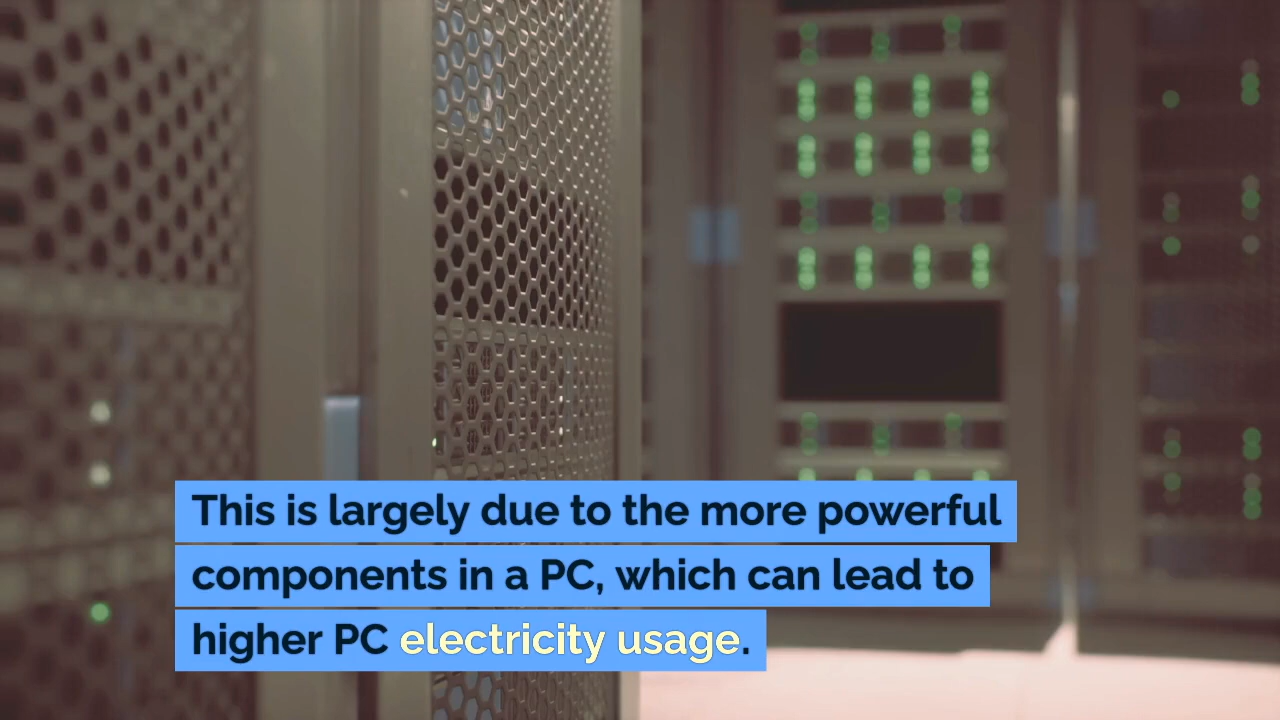 This is largely due to the more powerful
components in a PC, which can lead to
higher PC electricity usage.